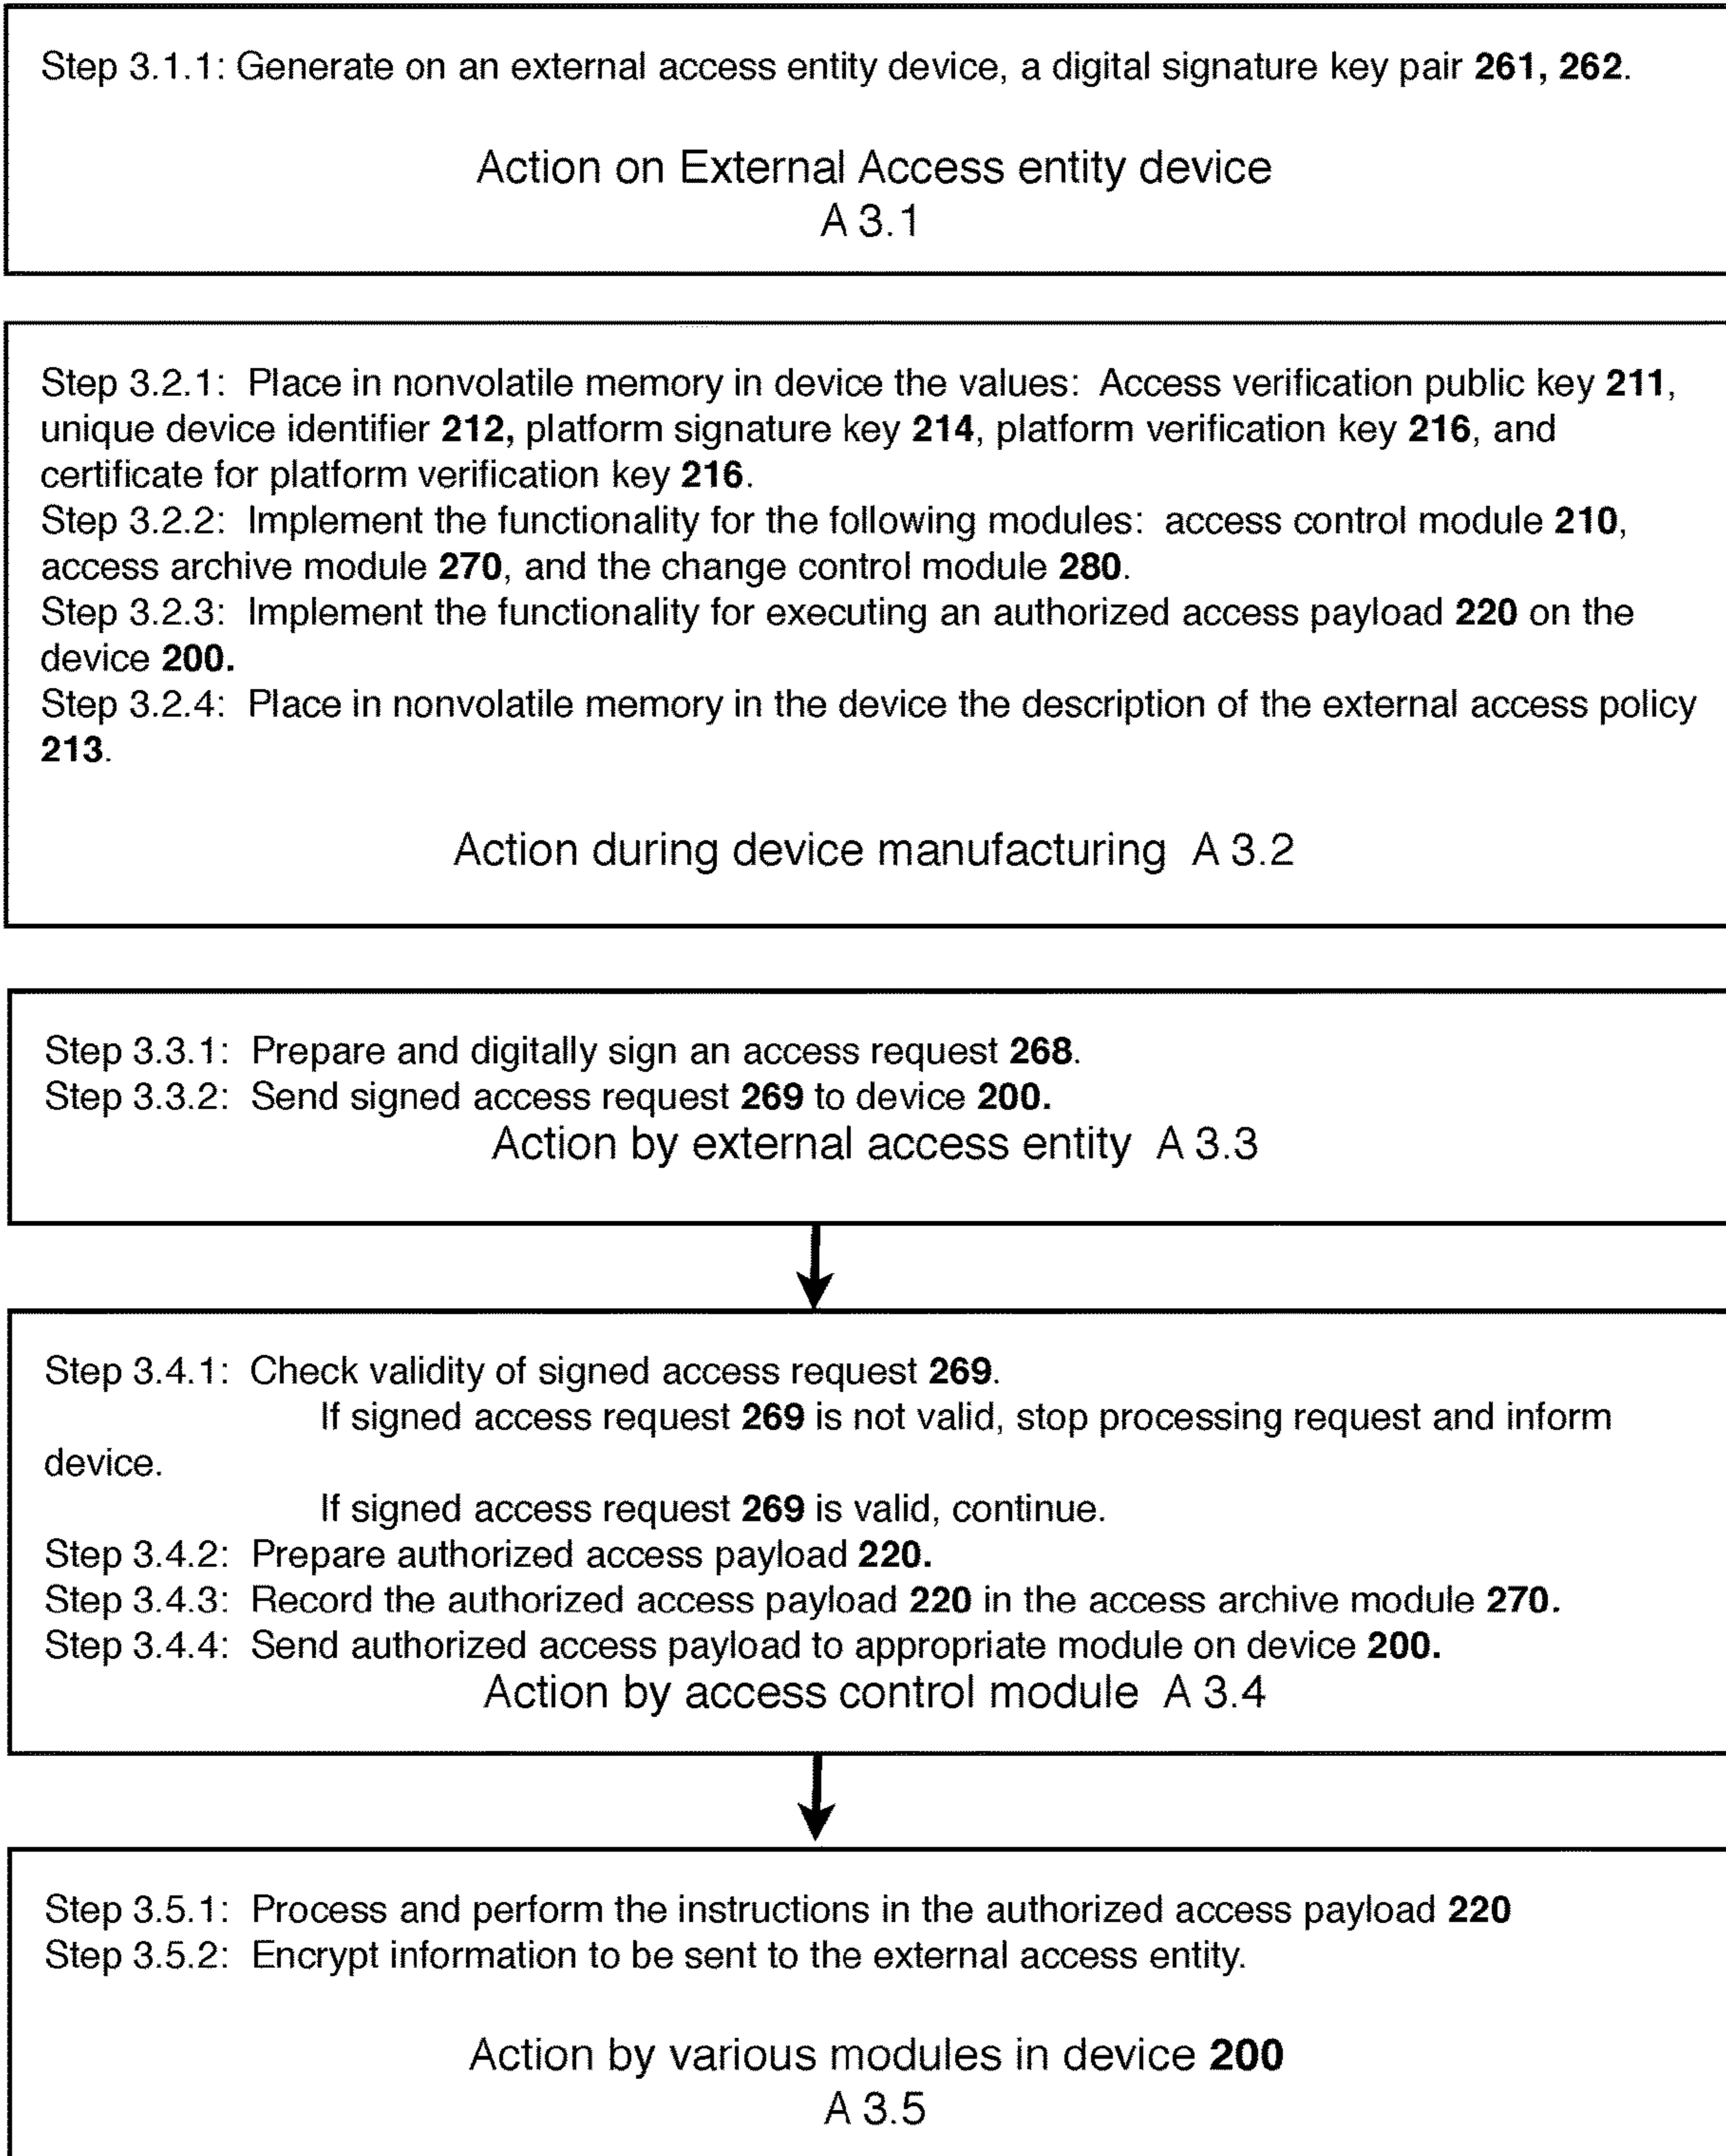 Step 3.1.1: Generate on an external access entity device, a digital signature key pair 261, 262.
Action on External Access entity device
A 3.1
Step 3.2.1: Place in nonvolatile memory in device the values: Access verification public key 211,
unique device identifier 212, platform signature key 214, platform verification key 216, and
certificate for platform verification key 216.
Step 3.2.2: Implement the functionality for the following modules: access control module 210,
access archive module 270, and the change control module 280.
Step 3.2.3: Implement the functionality for executing an authorized access payload 220 on the
device 200.
Step 3.2.4: Place in nonvolatile memory in the device the description of the external access policy
213.
Action during device manufacturing A 3.2
Step 3.3.1: Prepare and digitally sign an access request 268.
Step 3.3.2: Send signed access request 269 to device 200.
Action by external access entity A 3.3
Step 3.4.1: Check validity of signed access request 269.
If signed access request 269 is not valid, stop processing request and inform
device.
If signed access request 269 is valid, continue.
Step 3.4.2: Prepare authorized access payload 220.
Step 3.4.3: Record the authorized access payload 220 in the access archive module 270.
Step 3.4.4: Send authorized access payload to appropriate module on device 200.
Action by access control module A 3.4
Step 3.5.1: Process and perform the instructions in the authorized access payload 220
Step 3.5.2: Encrypt information to be sent to the external access entity.
Action by various modules in device 200
A 3.5